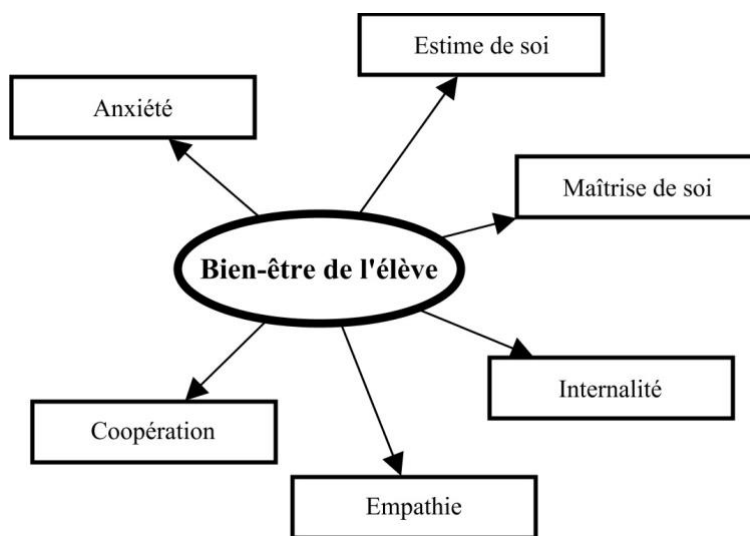 Estime de soi
Anxiété
Maîtrise de soi
Bien-être de l'élève
Internalité
Coopération
Empathie